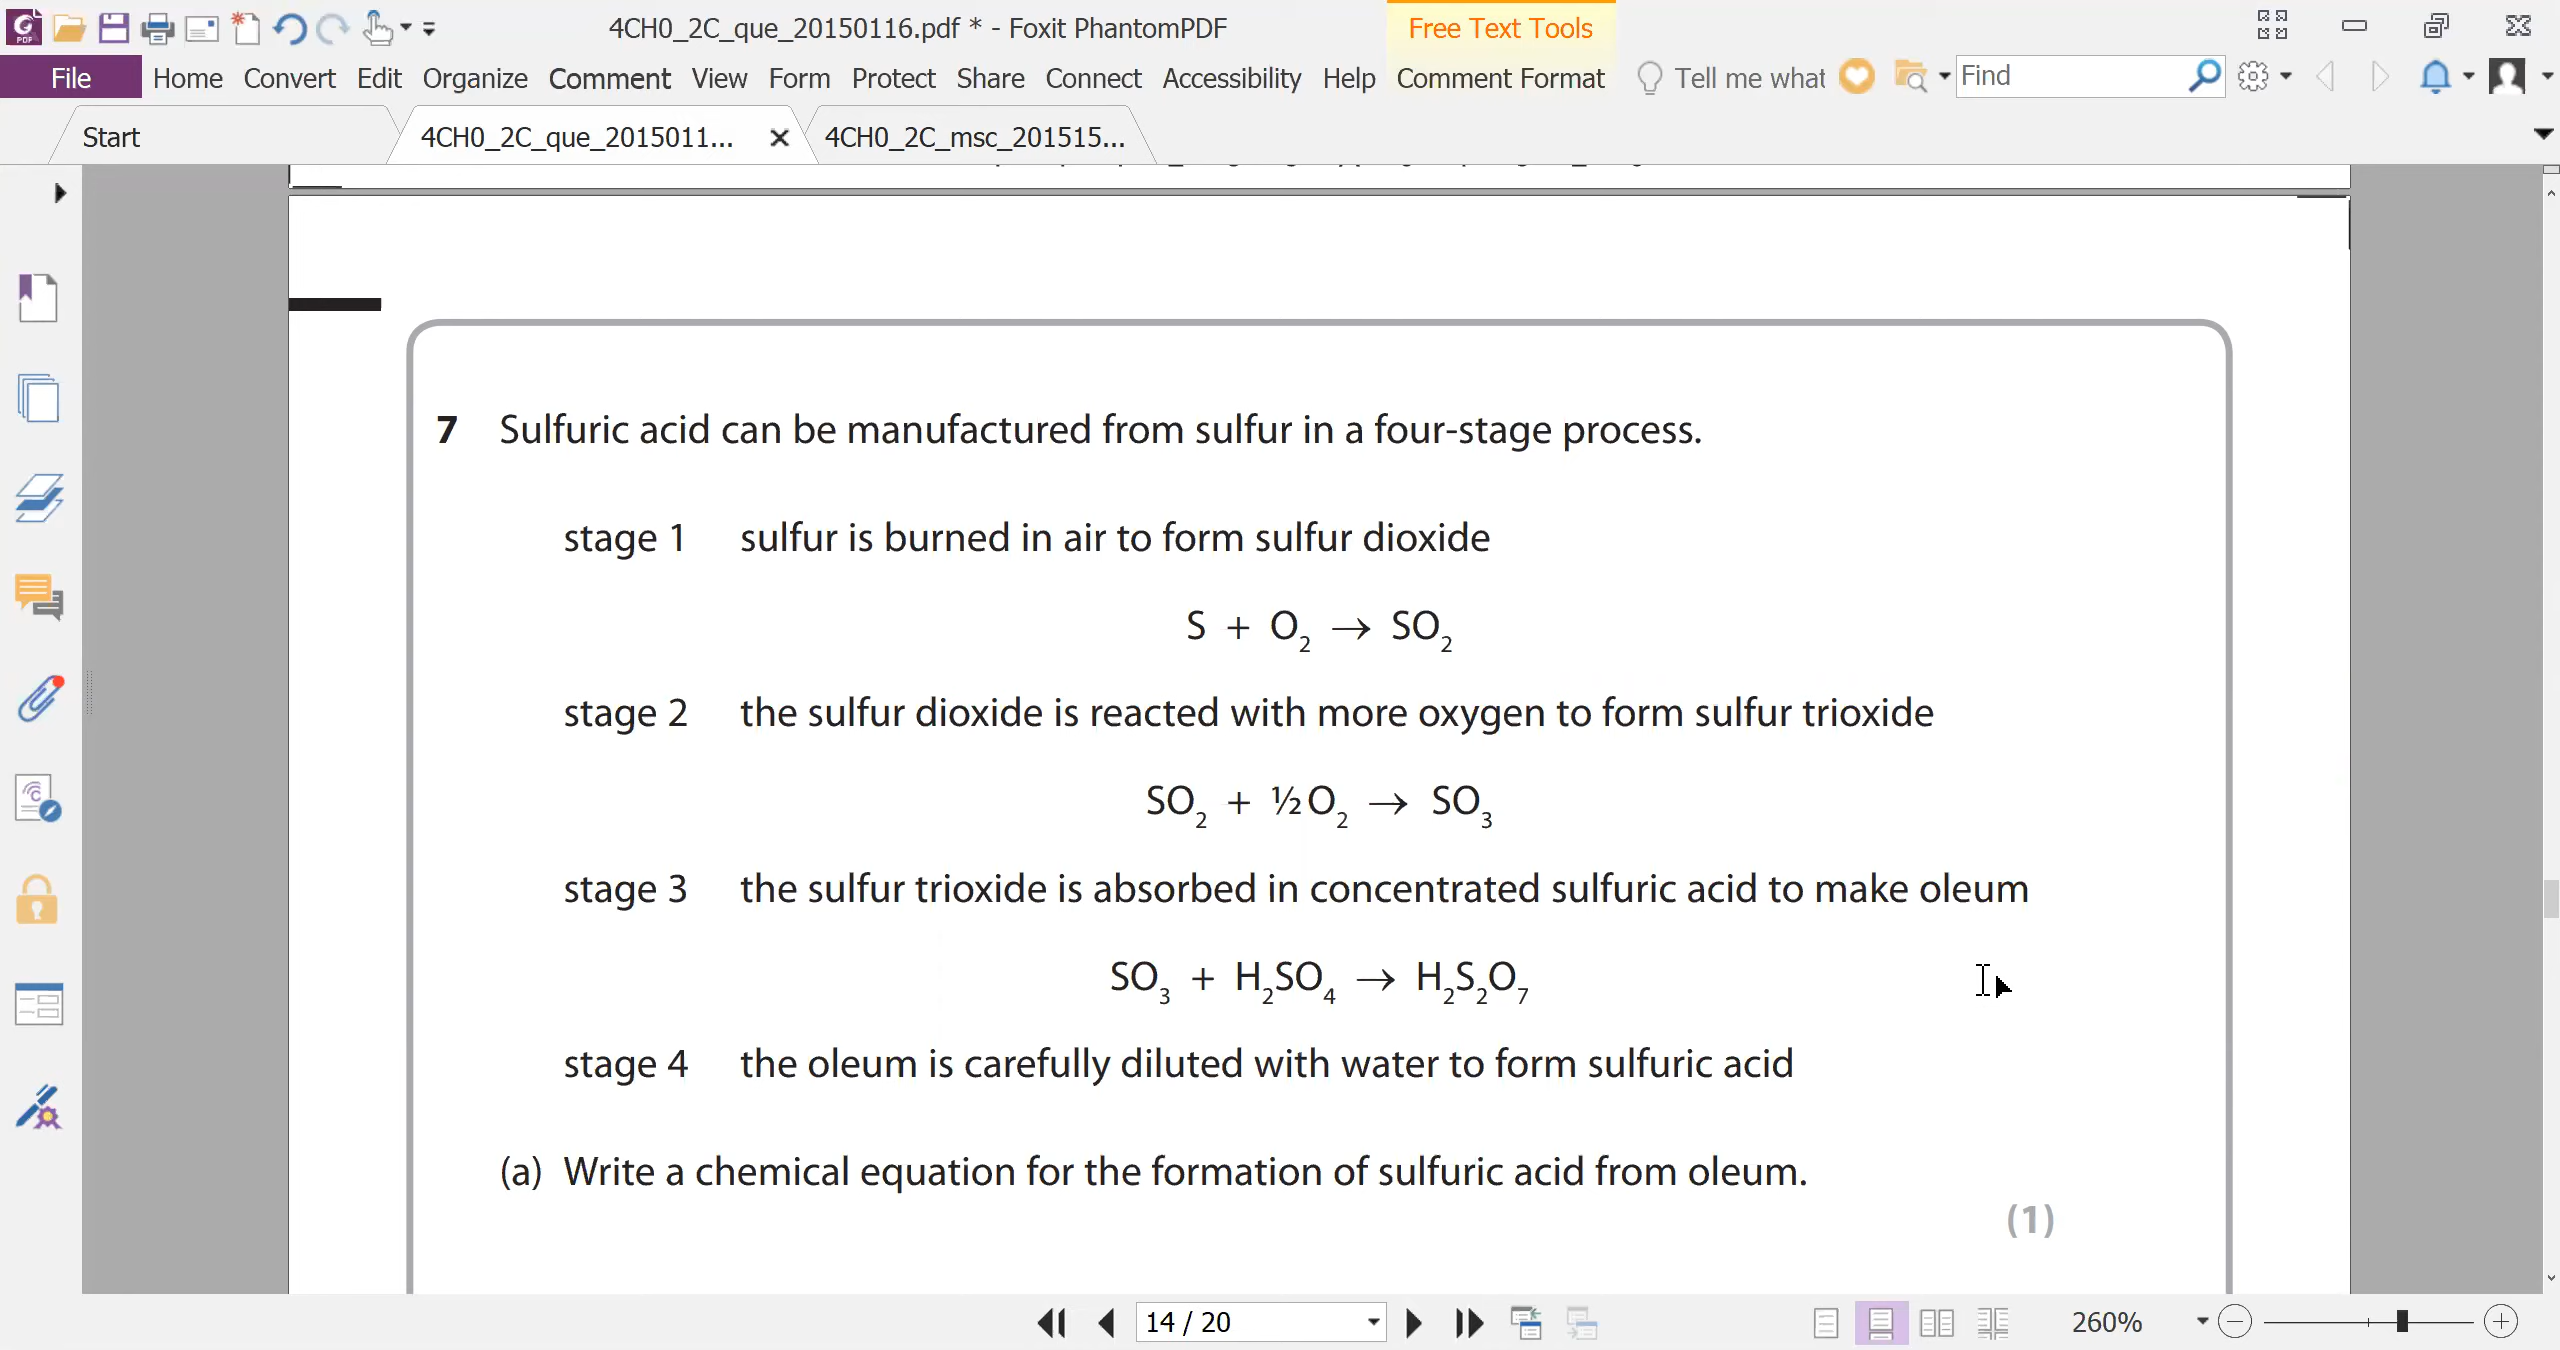 4CH0_2C_que_20150116.pdf * - Foxit PhantomPDF
Free Text Tools
File Home Convert Edit Organize Comment View Form Protect Share Connect Accessibility Help Comment Format Tell me what Find
Start 4CH0_2C_que_2015011... 4CH0_2C_msc_201515...
7 Sulfuric acid can be manufactured from sulfur in a four-stage process.
stage 1 sulfur is burned in air to form sulfur dioxide
S + O₂ → SO₂
stage 2 the sulfur dioxide is reacted with more oxygen to form sulfur trioxide
SO₂ + ½O₂ → SO₃
stage 3 the sulfur trioxide is absorbed in concentrated sulfuric acid to make oleum
SO₃ + H₂SO₄ → H₂S₂O₇
stage 4 the oleum is carefully diluted with water to form sulfuric acid
(a) Write a chemical equation for the formation of sulfuric acid from oleum.
(1)
14 / 20
260%